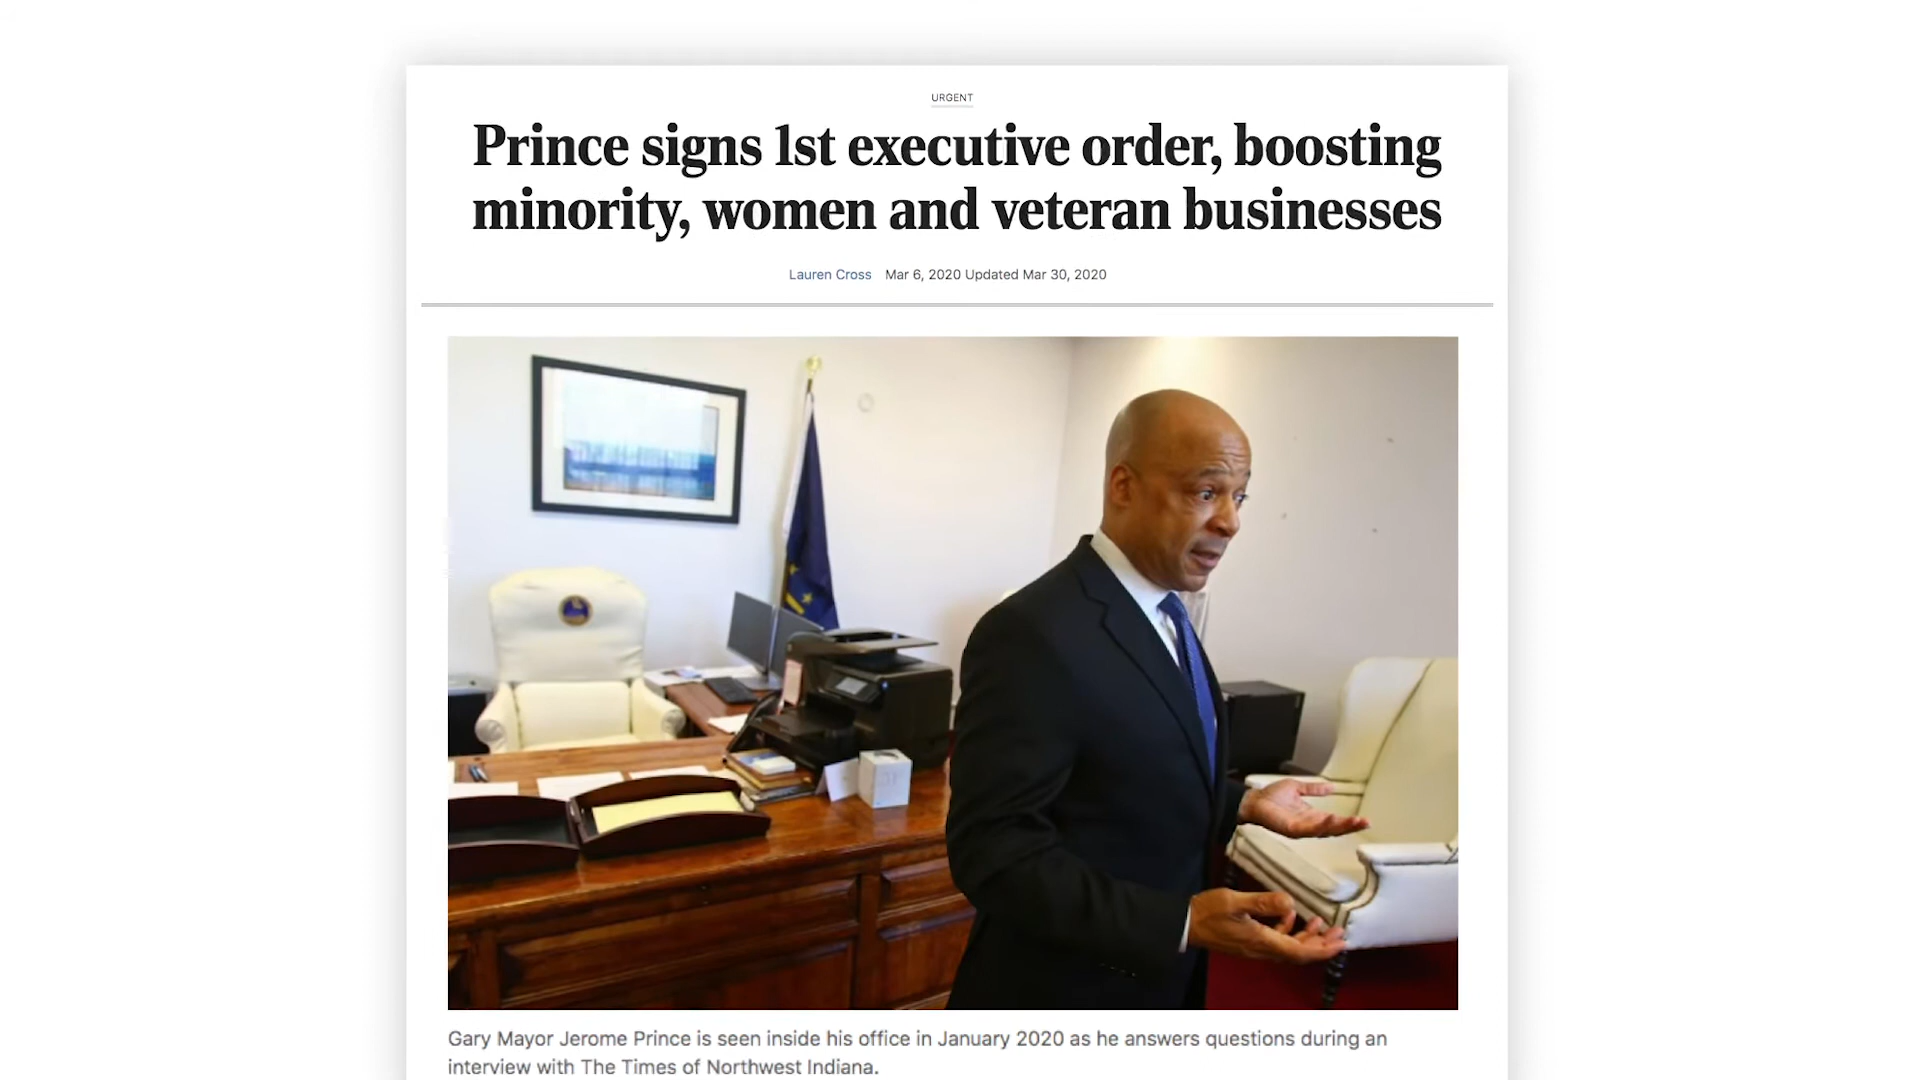 URGENT
Prince signs 1st executive order, boosting
minority, women and veteran businesses
Lauren Cross Mar 6, 2020 Updated Mar 30, 2020
Gary Mayor Jerome Prince is seen inside his office in January 2020 as he answers questions during an
interview with The Times of Northwest Indiana.